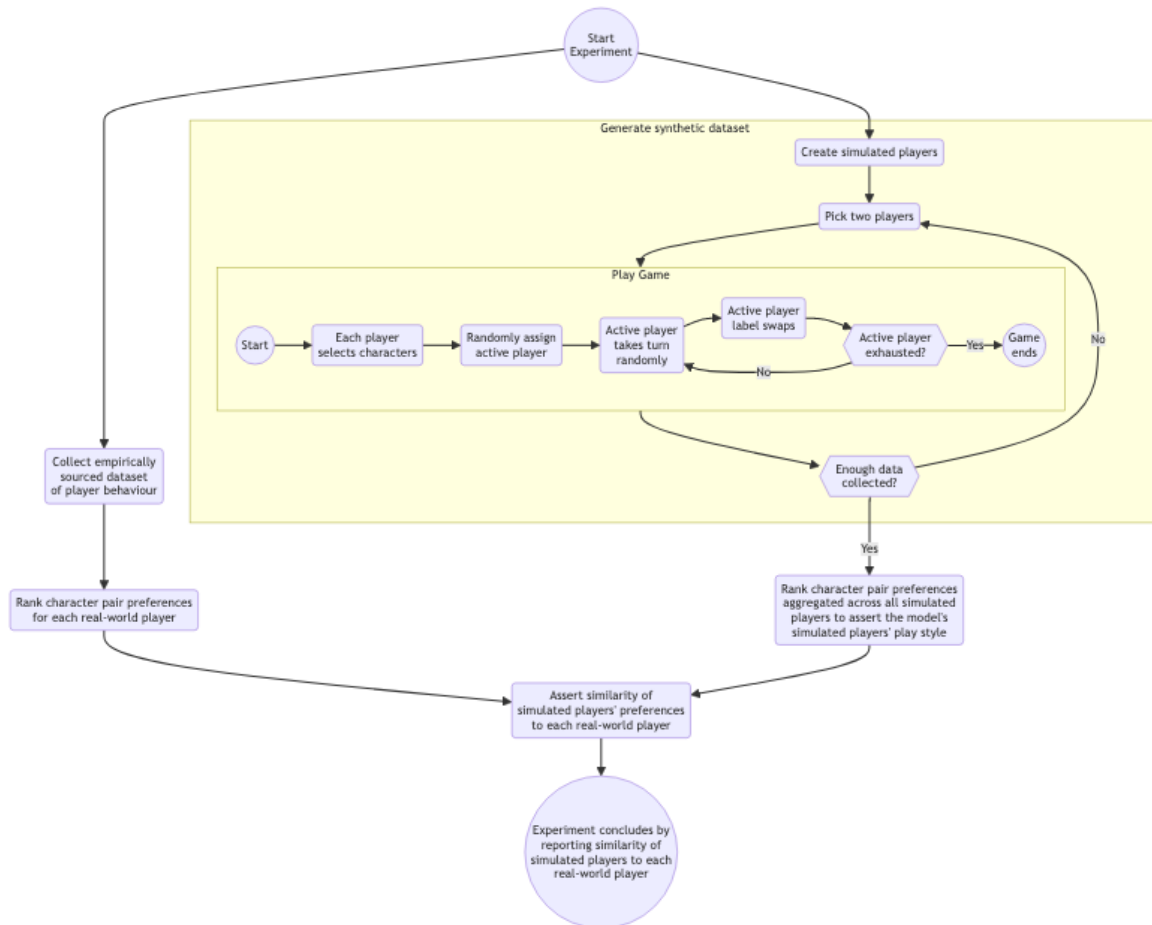 Start
Experiment
Generate synthetic dataset
Create simulated players
Pick two players
Play Game
Start
Each player
selects characters
Randomly assign
active player
Active player
takes turn
randomly
Active player
label swaps
Active player
exhausted?
Yes
Game
ends
No
No
Collect empirically
sourced dataset
of player behaviour
Enough data
collected?
Yes
Rank character pair preferences
for each real-world player
Rank character pair preferences
aggregated across all simulated
players to assert the model's
simulated players' play style
Assert similarity of
simulated players' preferences
to each real-world player
Experiment concludes by
reporting similarity of
simulated players to each
real-world player